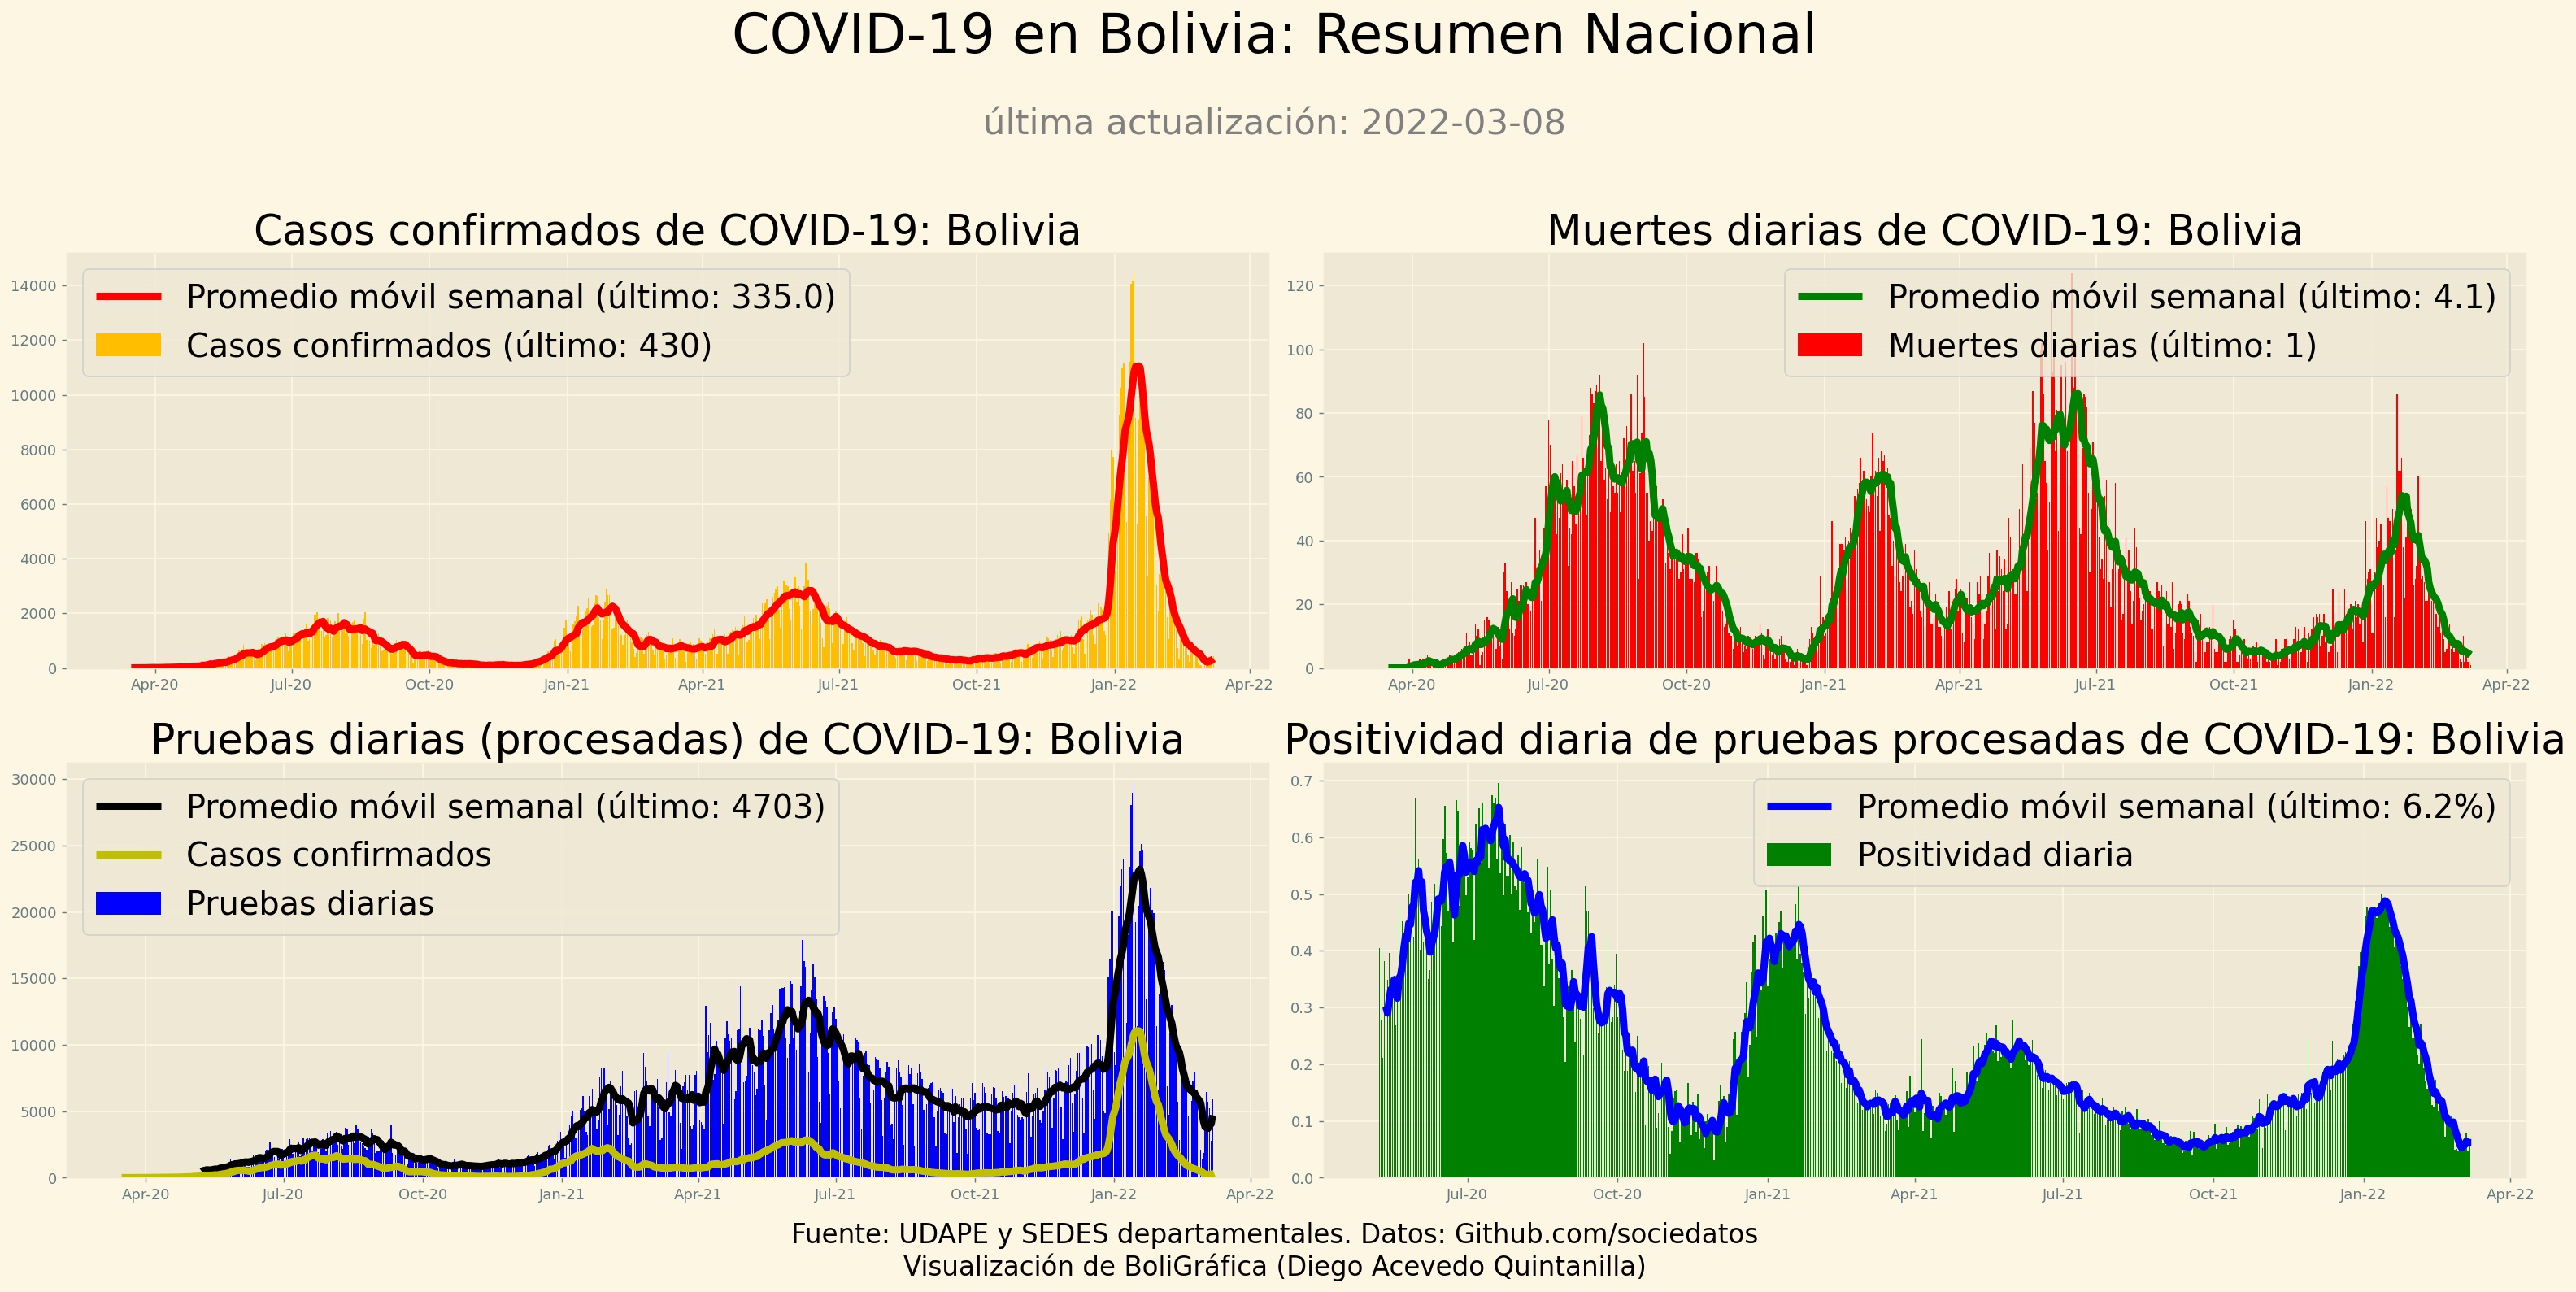 COVID-19 en Bolivia: Resumen Nacional
última actualización: 2022-03-08
Casos confirmados de COVID-19: Bolivia
14000
12000
10000
8000
6000
4000
2000
0
Promedio móvil semanal (último: 335.0)
Casos confirmados (último: 430)
Apr-20 Jul-20 Oct-20 Jan-21 Apr-21 Jul-21 Oct-21 Jan-22 Apr-22
Muertes diarias de COVID-19: Bolivia
120
100
80
60
40
20
0
Promedio móvil semanal (último: 4.1)
Muertes diarias (último: 1)
Apr-20 Jul-20 Oct-20 Jan-21 Apr-21 Jul-21 Oct-21 Jan-22 Apr-22
Pruebas diarias (procesadas) de COVID-19: Bolivia
30000
25000
20000
15000
10000
5000
0
Promedio móvil semanal (último: 4703)
Casos confirmados
Pruebas diarias
Apr-20 Jul-20 Oct-20 Jan-21 Apr-21 Jul-21 Oct-21 Jan-22 Apr-22
Positividad diaria de pruebas procesadas de COVID-19: Bolivia
0.7
0.6
0.5
0.4
0.3
0.2
0.1
0.0
Promedio móvil semanal (último: 6.2%)
Positividad diaria
Jul-20 Oct-20 Jan-21 Apr-21 Jul-21 Oct-21 Jan-22 Apr-22
Fuente: UDAPE y SEDES departamentales. Datos: Github.com/sociedatos
Visualización de BoliGráfica (Diego Acevedo Quintanilla)